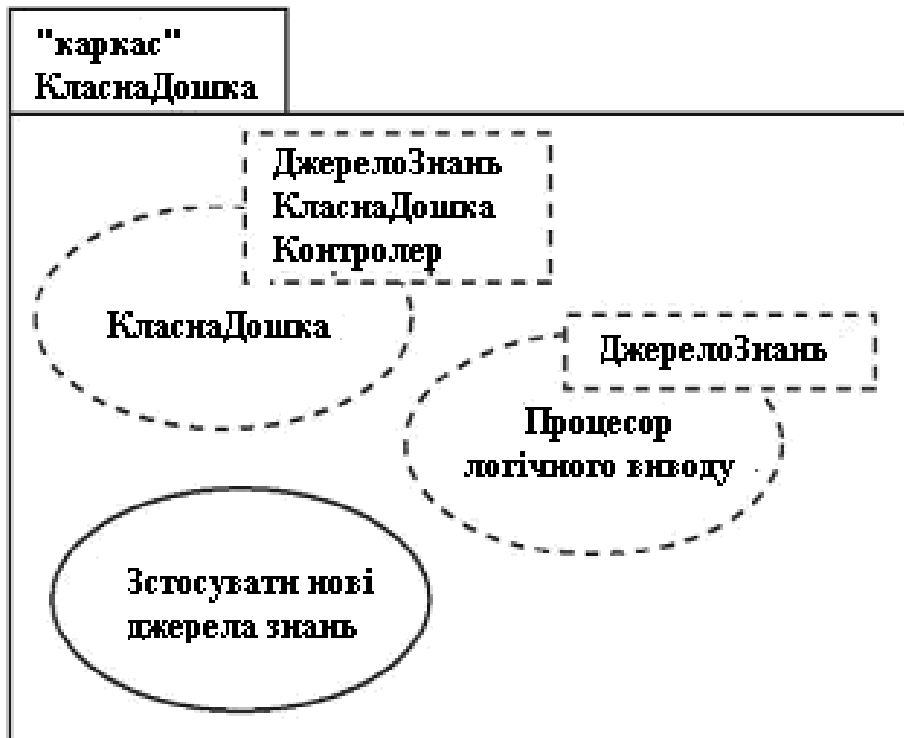 "каркас"
КласнаДошка
ДжерелоЗнань
КласнаДошка
Контролер
КласнаДошка
ДжерелоЗнань
Процесор
логічного виводу
Зстосувати нові
джерела знань